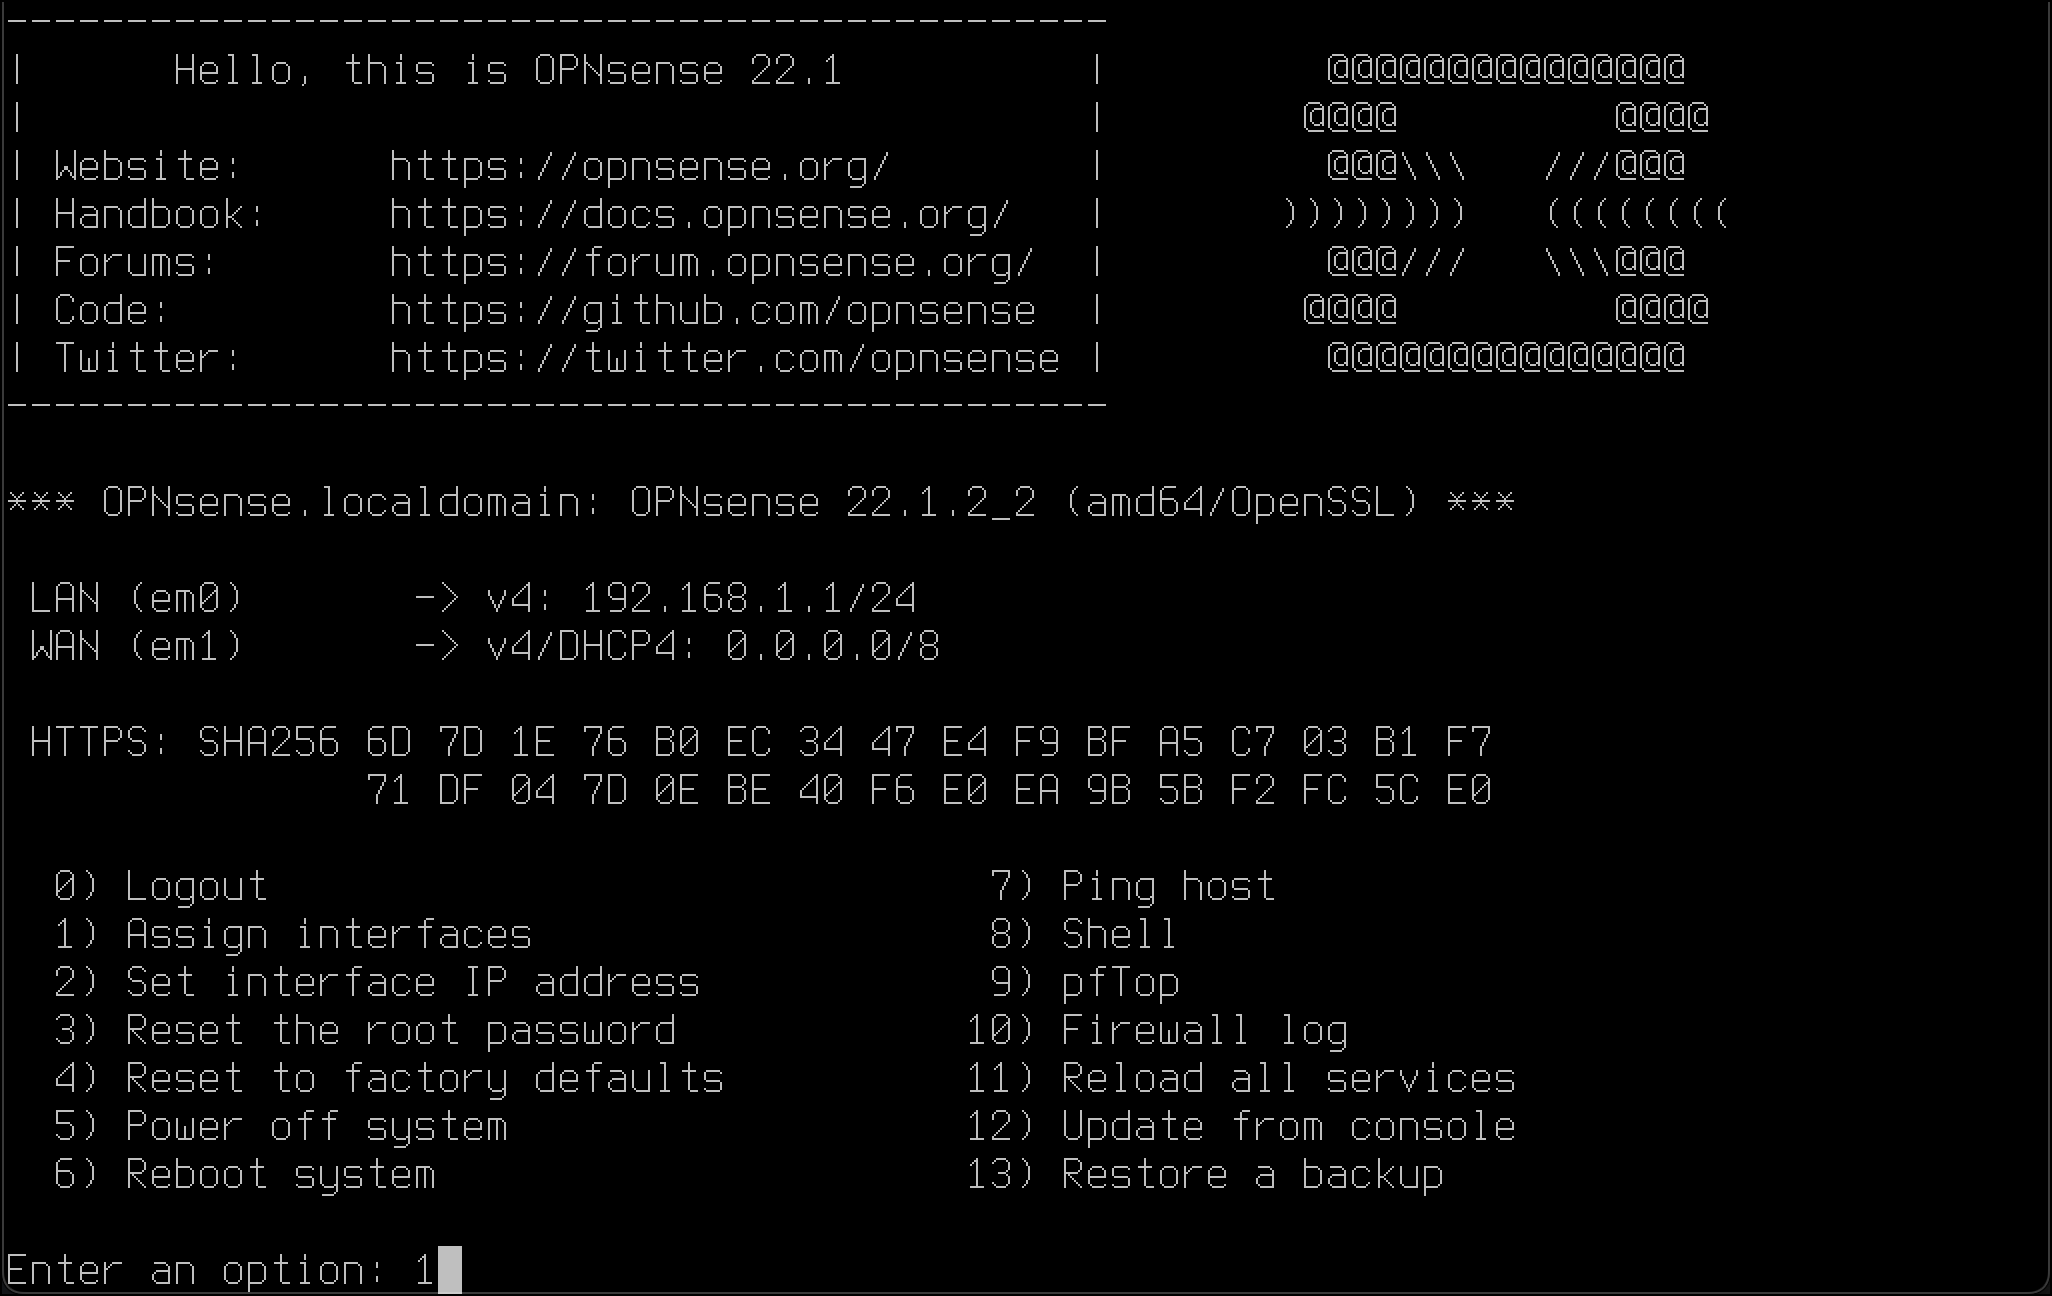 ----------------------------------------------
|      Hello, this is OPNsense 22.1          |         @@@@@@@@@@@@@@@
|                                            |        @@@@         @@@@
| Website:      https://opnsense.org/        |         @@@\\\   ///@@@
| Handbook:     https://docs.opnsense.org/   |       ))))))))   ((((((((
| Forums:       https://forum.opnsense.org/  |         @@@///   \\\@@@
| Code:         https://github.com/opnsense  |        @@@@         @@@@
| Twitter:      https://twitter.com/opnsense |         @@@@@@@@@@@@@@@
----------------------------------------------
*** OPNsense.localdomain: OPNsense 22.1.2_2 (amd64/OpenSSL) ***
 LAN (em0)       -> v4: 192.168.1.1/24
 WAN (em1)       -> v4/DHCP4: 0.0.0.0/8
 HTTPS: SHA256 6D 7D 1E 76 B0 EC 34 47 E4 F9 BF A5 C7 03 B1 F7
               71 DF 04 7D 0E BE 40 F6 E0 EA 9B 5B F2 FC 5C E0
  0) Logout                              7) Ping host
  1) Assign interfaces                   8) Shell
  2) Set interface IP address            9) pfTop
  3) Reset the root password            10) Firewall log
  4) Reset to factory defaults          11) Reload all services
  5) Power off system                   12) Update from console
  6) Reboot system                      13) Restore a backup
Enter an option: 1